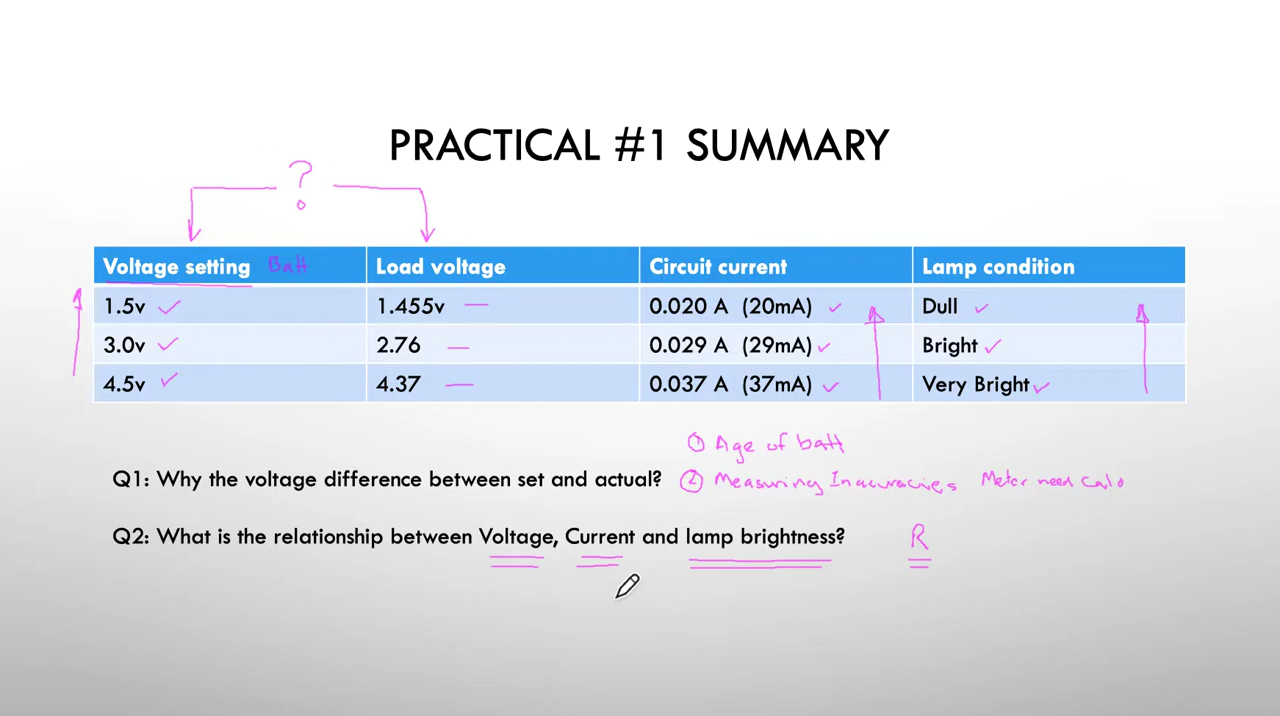 PRACTICAL #1 SUMMARY
?
Voltage setting Batt Load voltage Circuit current Lamp condition
1.5v 1.455v 0.020 A (20mA) Dull
3.0v 2.76 0.029 A (29mA) Bright
4.5v 4.37 0.037 A (37mA) Very Bright
① Age of batt
Q1: Why the voltage difference between set and actual? ② Measuring Inaccuracies Meter need
Q2: What is the relationship between Voltage, Current and lamp brightness? R